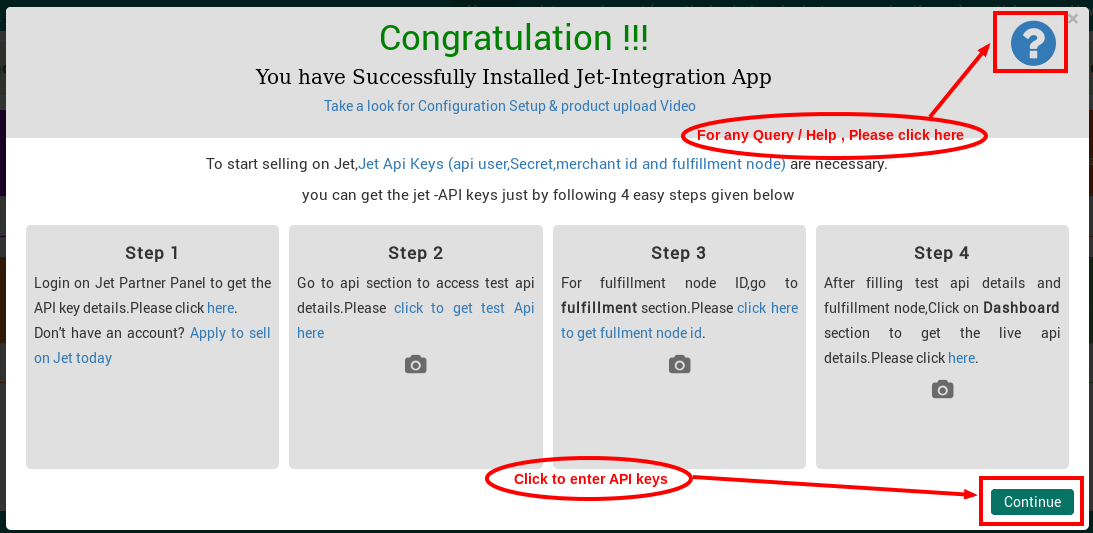 Congratulation !!!
You have Successfully Installed Jet-Integration App
Take a look for Configuration Setup & product upload Video
×
?
For any Query / Help , Please click here
To start selling on Jet,Jet Api Keys (api user,Secret,merchant id and fulfillment node) are necessary.
you can get the jet -API keys just by following 4 easy steps given below
Step 1
Login on Jet Partner Panel to get the
API key details.Please click here.
Don't have an account? Apply to sell
on Jet today
Step 2
Go to api section to access test api
details.Please click to get test Api
here
Step 3
For fulfillment node ID,go to
fulfillment section.Please click here
to get fullment node id.
Step 4
After filling test api details and
fulfillment node,Click on Dashboard
section to get the live api
details.Please click here.
Click to enter API keys
Continue